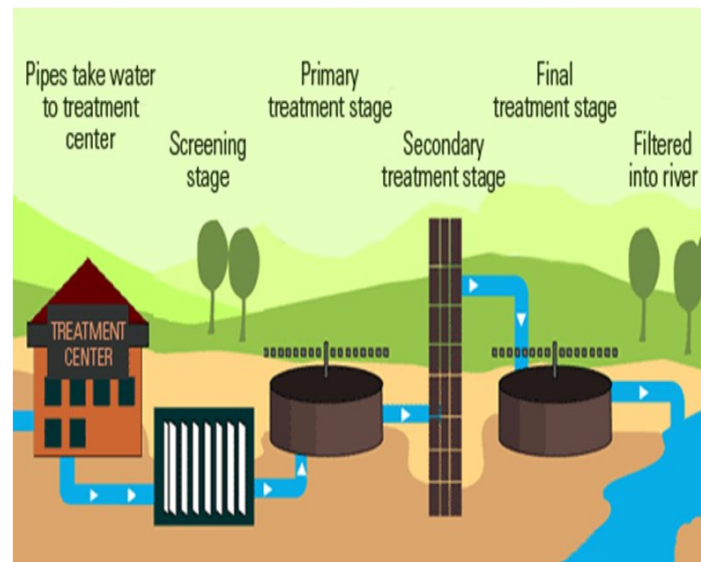 Pipes take water
to treatment
center
Screening
stage
Primary
treatment stage
Secondary
treatment stage
Final
treatment stage
Filtered
into river
TREATMENT
CENTER